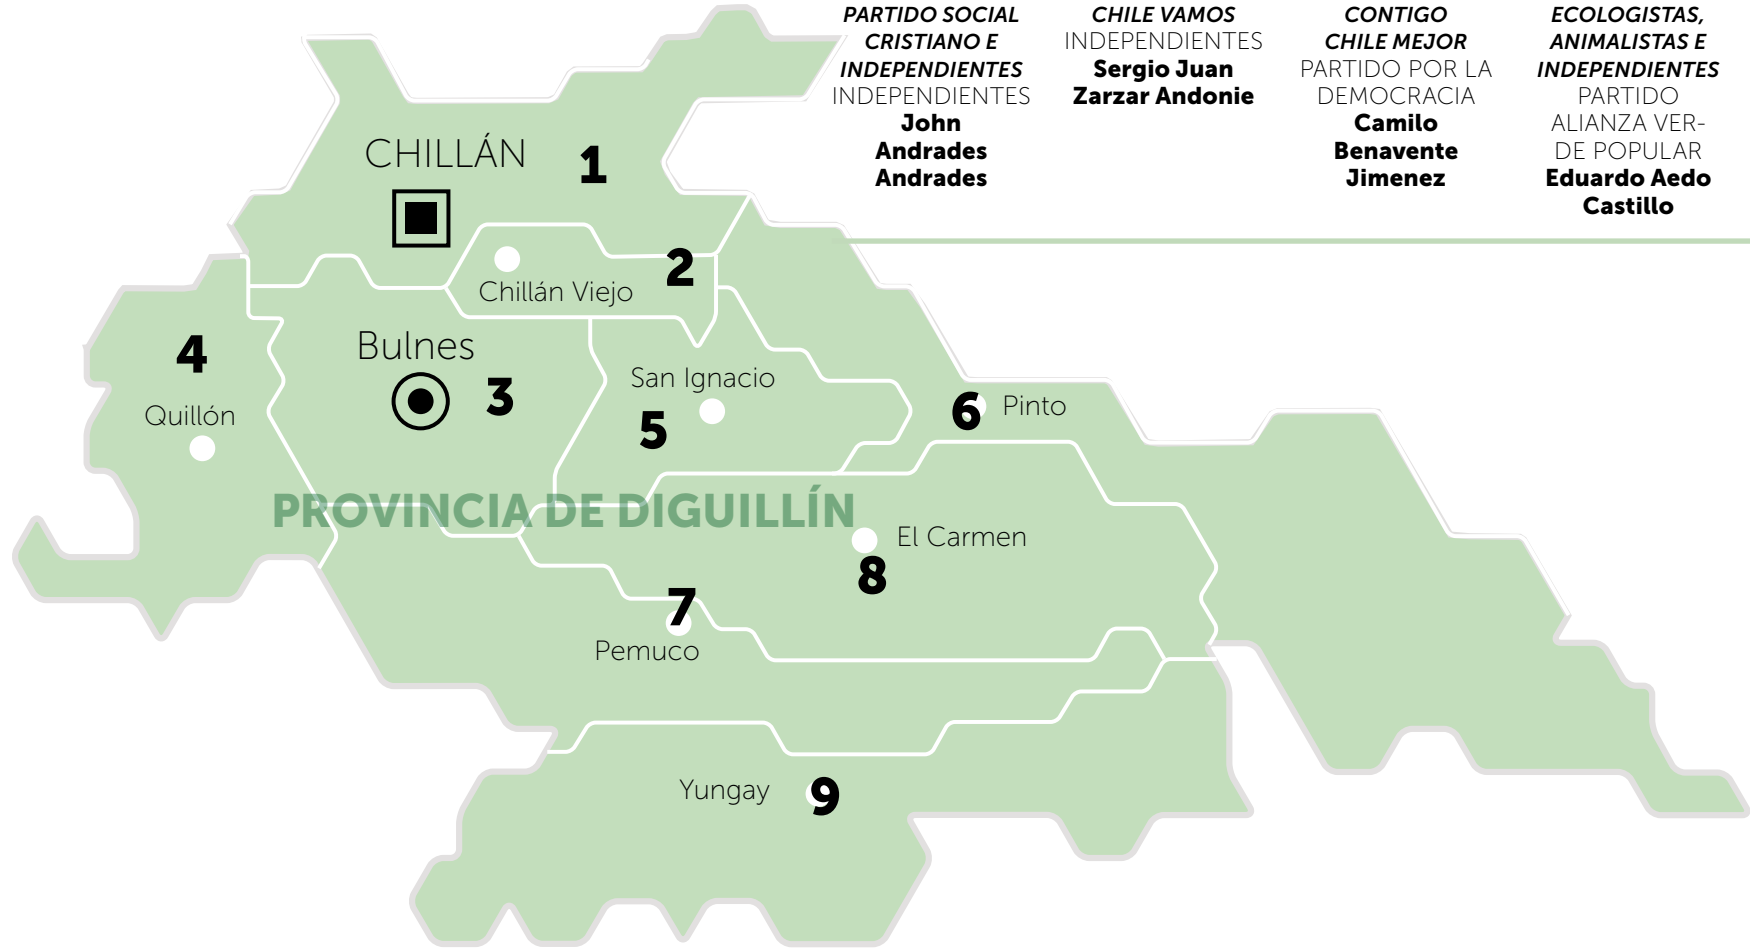 PARTIDO SOCIAL
CRISTIANO E
INDEPENDIENTES
INDEPENDIENTES
John
Andrades
Andrades
CHILE VAMOS
INDEPENDIENTES
Sergio Juan
Zarzar Andonie
CONTIGO
CHILE MEJOR
PARTIDO POR LA
DEMOCRACIA
Camilo
Benavente
Jimenez
ECOLOGISTAS,
ANIMALISTAS E
INDEPENDIENTES
PARTIDO
ALIANZA VER-
DE POPULAR
Eduardo Aedo
Castillo
CHILLÁN
1
2
Chillán Viejo
Bulnes
3
4
Quillón
San Ignacio
5
6
Pinto
PROVINCIA DE DIGUILLÍN
El Carmen
8
7
Pemuco
Yungay
9